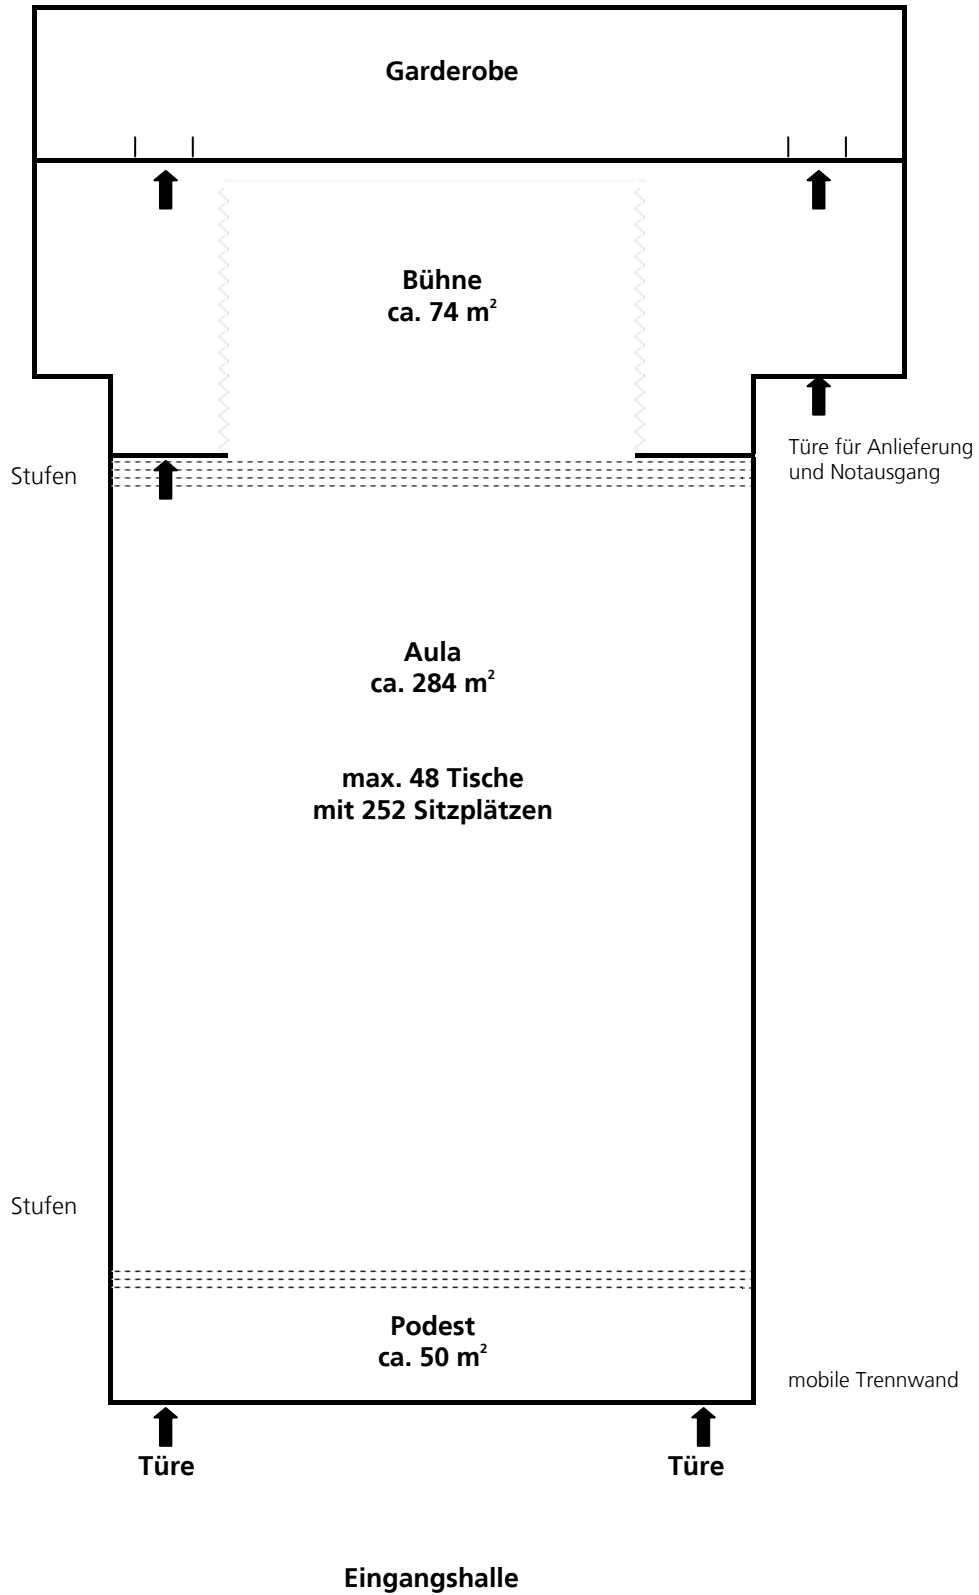 Garderobe
Bühne
ca. 74 m²
Türe für Anlieferung
und Notausgang
Stufen
Aula
ca. 284 m²
max. 48 Tische
mit 252 Sitzplätzen
Stufen
Podest
ca. 50 m²
mobile Trennwand
Türe
Türe
Eingangshalle